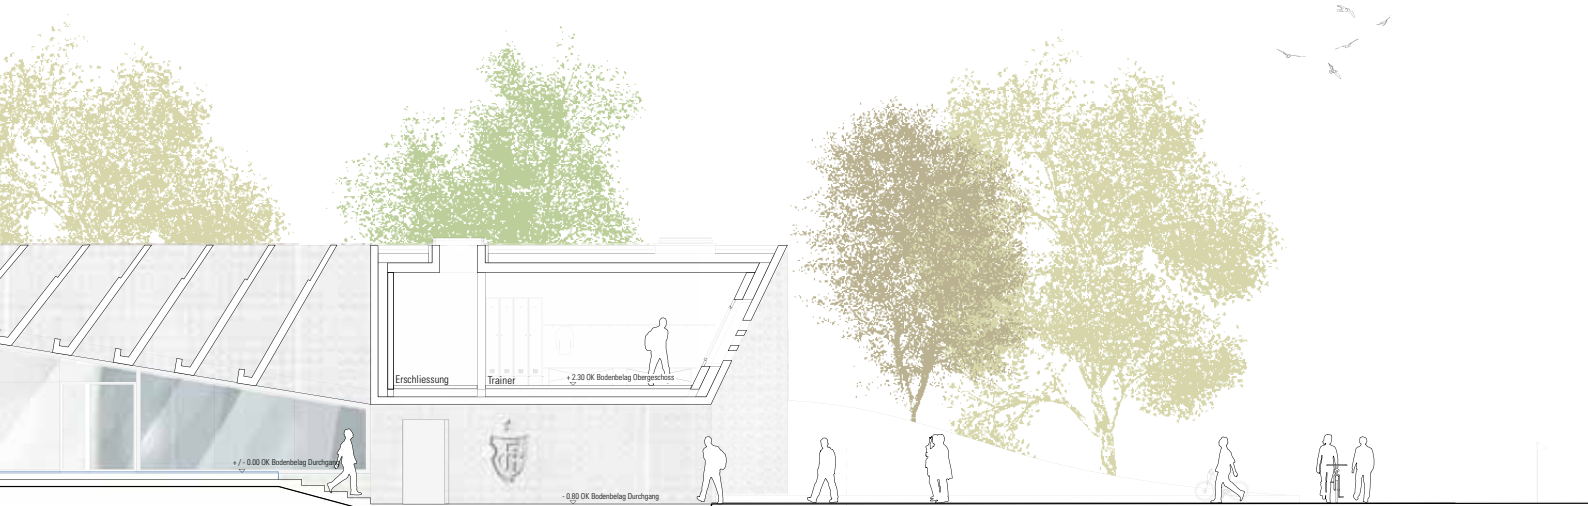 Erschliessung
Trainer
+ 2.30 OK Bodenbelag Obergeschoss
+ / - 0.00 OK Bodenbelag Durchgang
- 0.80 OK Bodenbelag Durchgang